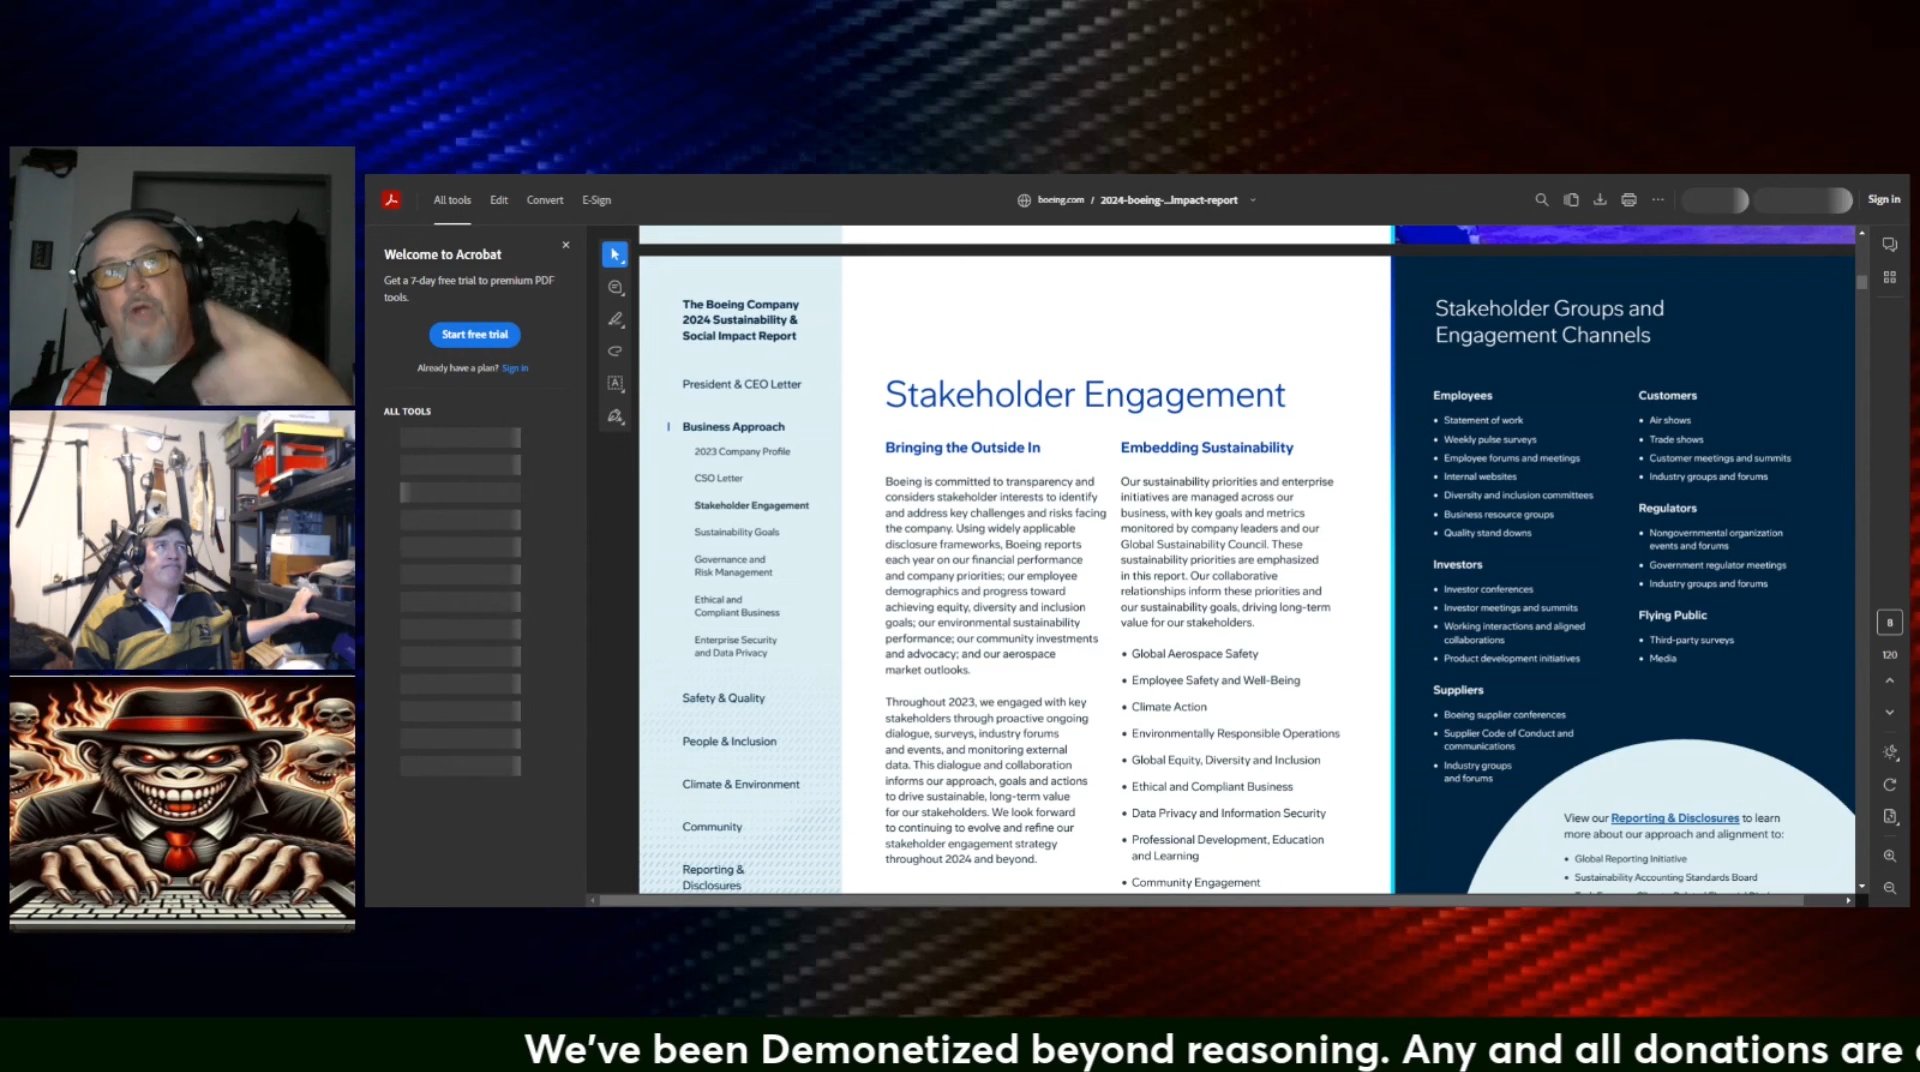 All tools
Edit
Convert
E-Sign
boeing.com / 2024-boeing-...Impact-report
Sign in
Welcome to Acrobat
Get a 7-day free trial to premium PDF
tools.
Start free trial
Already have a plan? Sign in
ALL TOOLS
The Boeing Company
2024 Sustainability &
Social Impact Report
President & CEO Letter
Business Approach
2023 Company Profile
CSO Letter
Stakeholder Engagement
Sustainability Goals
Governance and
Risk Management
Ethical and
Compliant Business
Enterprise Security
and Data Privacy
Safety & Quality
People & Inclusion
Climate & Environment
Community
Reporting &
Disclosures
Stakeholder Engagement
Bringing the Outside In
Boeing is committed to transparency and
considers stakeholder interests to identify
and address key challenges and risks facing
the company. Using widely applicable
disclosure frameworks, Boeing reports
each year on our financial performance
and company priorities; our employee
demographics and progress toward
achieving equity, diversity and inclusion
goals; our environmental sustainability
performance; our community investments
and advocacy; and our aerospace
market outlooks.
Throughout 2023, we engaged with key
stakeholders through proactive ongoing
dialogue, surveys, industry forums
and events, and monitoring external
data. This dialogue and collaboration
informs our approach, goals and actions
to drive sustainable, long-term value
for our stakeholders. We look forward
to continuing to evolve and refine our
stakeholder engagement strategy
throughout 2024 and beyond.
Embedding Sustainability
Our sustainability priorities and enterprise
initiatives are managed across our
business, with key goals and metrics
monitored by company leaders and our
Global Sustainability Council. These
sustainability priorities are emphasized
in this report. Our collaborative
relationships inform these priorities and
our sustainability goals, driving long-term
value for our stakeholders.
• Global Aerospace Safety
• Employee Safety and Well-Being
• Climate Action
• Environmentally Responsible Operations
• Global Equity, Diversity and Inclusion
• Ethical and Compliant Business
• Data Privacy and Information Security
• Professional Development, Education
and Learning
• Community Engagement
Stakeholder Groups and
Engagement Channels
Employees
• Statement of work
• Weekly pulse surveys
• Employee forums and meetings
• Internal websites
• Diversity and inclusion committees
• Business resource groups
• Quality stand downs
Investors
• Investor conferences
• Investor meetings and summits
• Working interactions and aligned
collaborations
• Product development initiatives
Suppliers
• Boeing supplier conferences
• Supplier Code of Conduct and
communications
• Industry groups
and forums
Customers
• Air shows
• Trade shows
• Customer meetings and summits
• Industry groups and forums
Regulators
• Nongovernmental organization
events and forums
• Government regulator meetings
• Industry groups and forums
Flying Public
• Third-party surveys
• Media
View our Reporting & Disclosures to learn
more about our approach and alignment to:
• Global Reporting Initiative
• Sustainability Accounting Standards Board
8
120
We've been Demonetized beyond reasoning. Any and all donations are